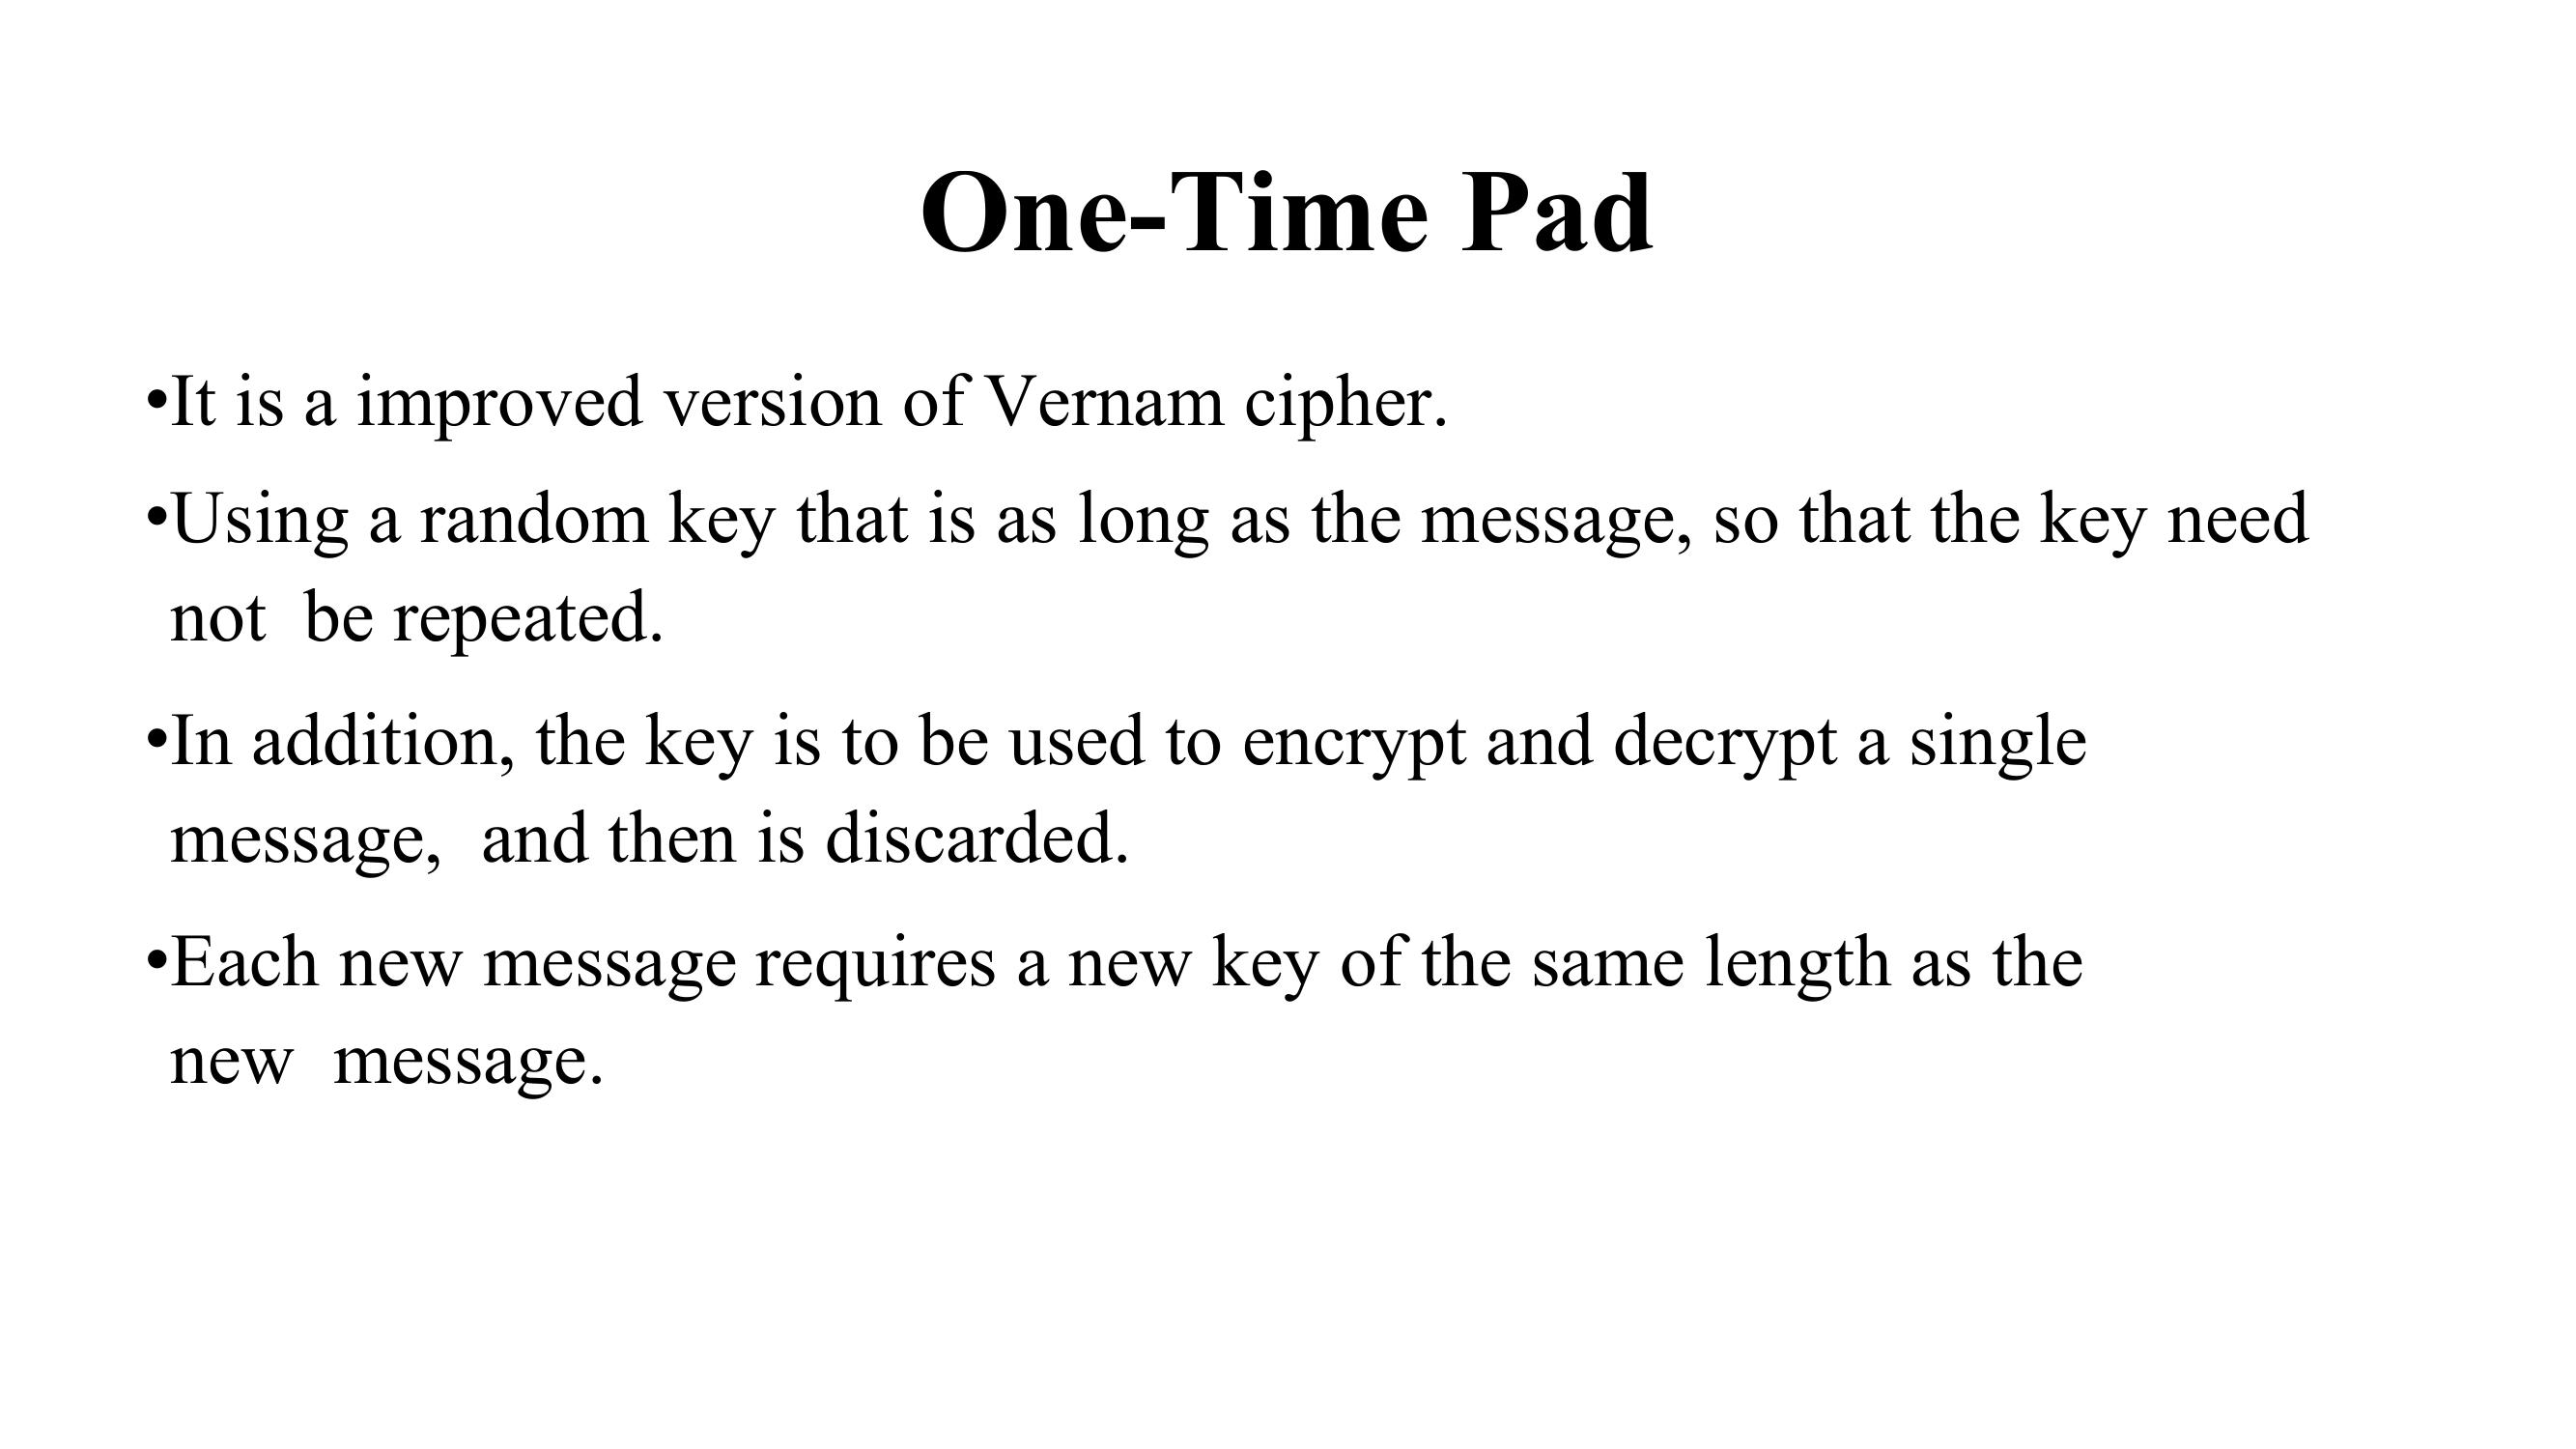 One-Time Pad
•It is a improved version of Vernam cipher.
•Using a random key that is as long as the message, so that the key need
not  be repeated.
•In addition, the key is to be used to encrypt and decrypt a single
message,  and then is discarded.
•Each new message requires a new key of the same length as the
new  message.